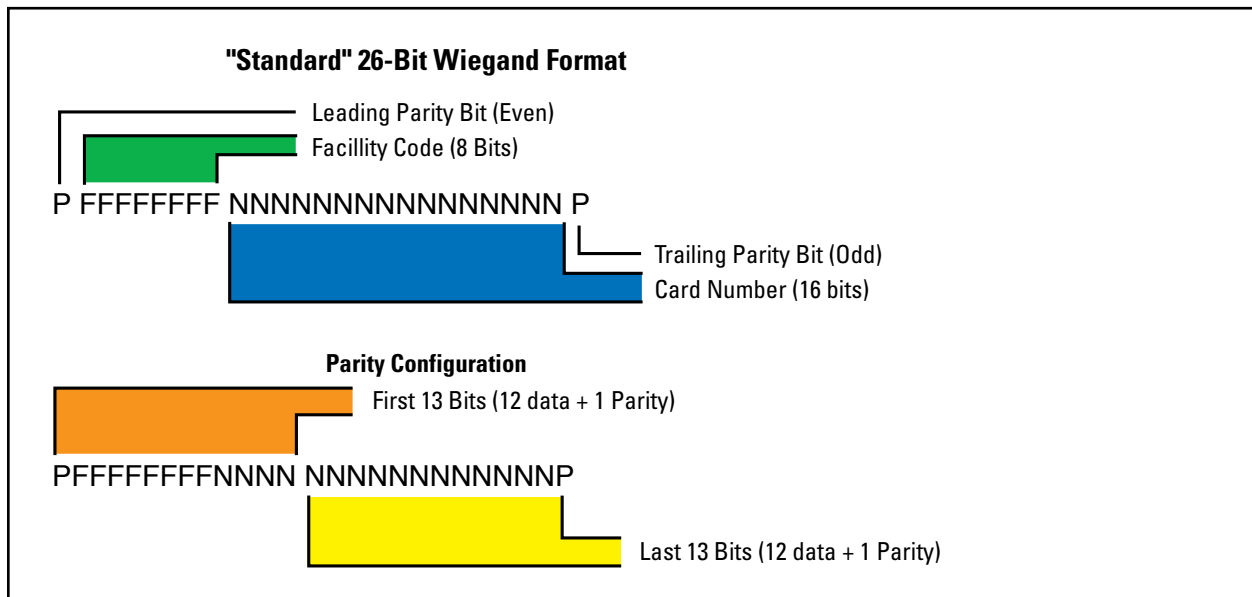 "Standard" 26-Bit Wiegand Format
Leading Parity Bit (Even)
Facillity Code (8 Bits)
P FFFFFFFF NNNNNNNNNNNNNNNN P
Trailing Parity Bit (Odd)
Card Number (16 bits)
Parity Configuration
First 13 Bits (12 data + 1 Parity)
PFFFFFFFFNNNN NNNNNNNNNNNNP
Last 13 Bits (12 data + 1 Parity)